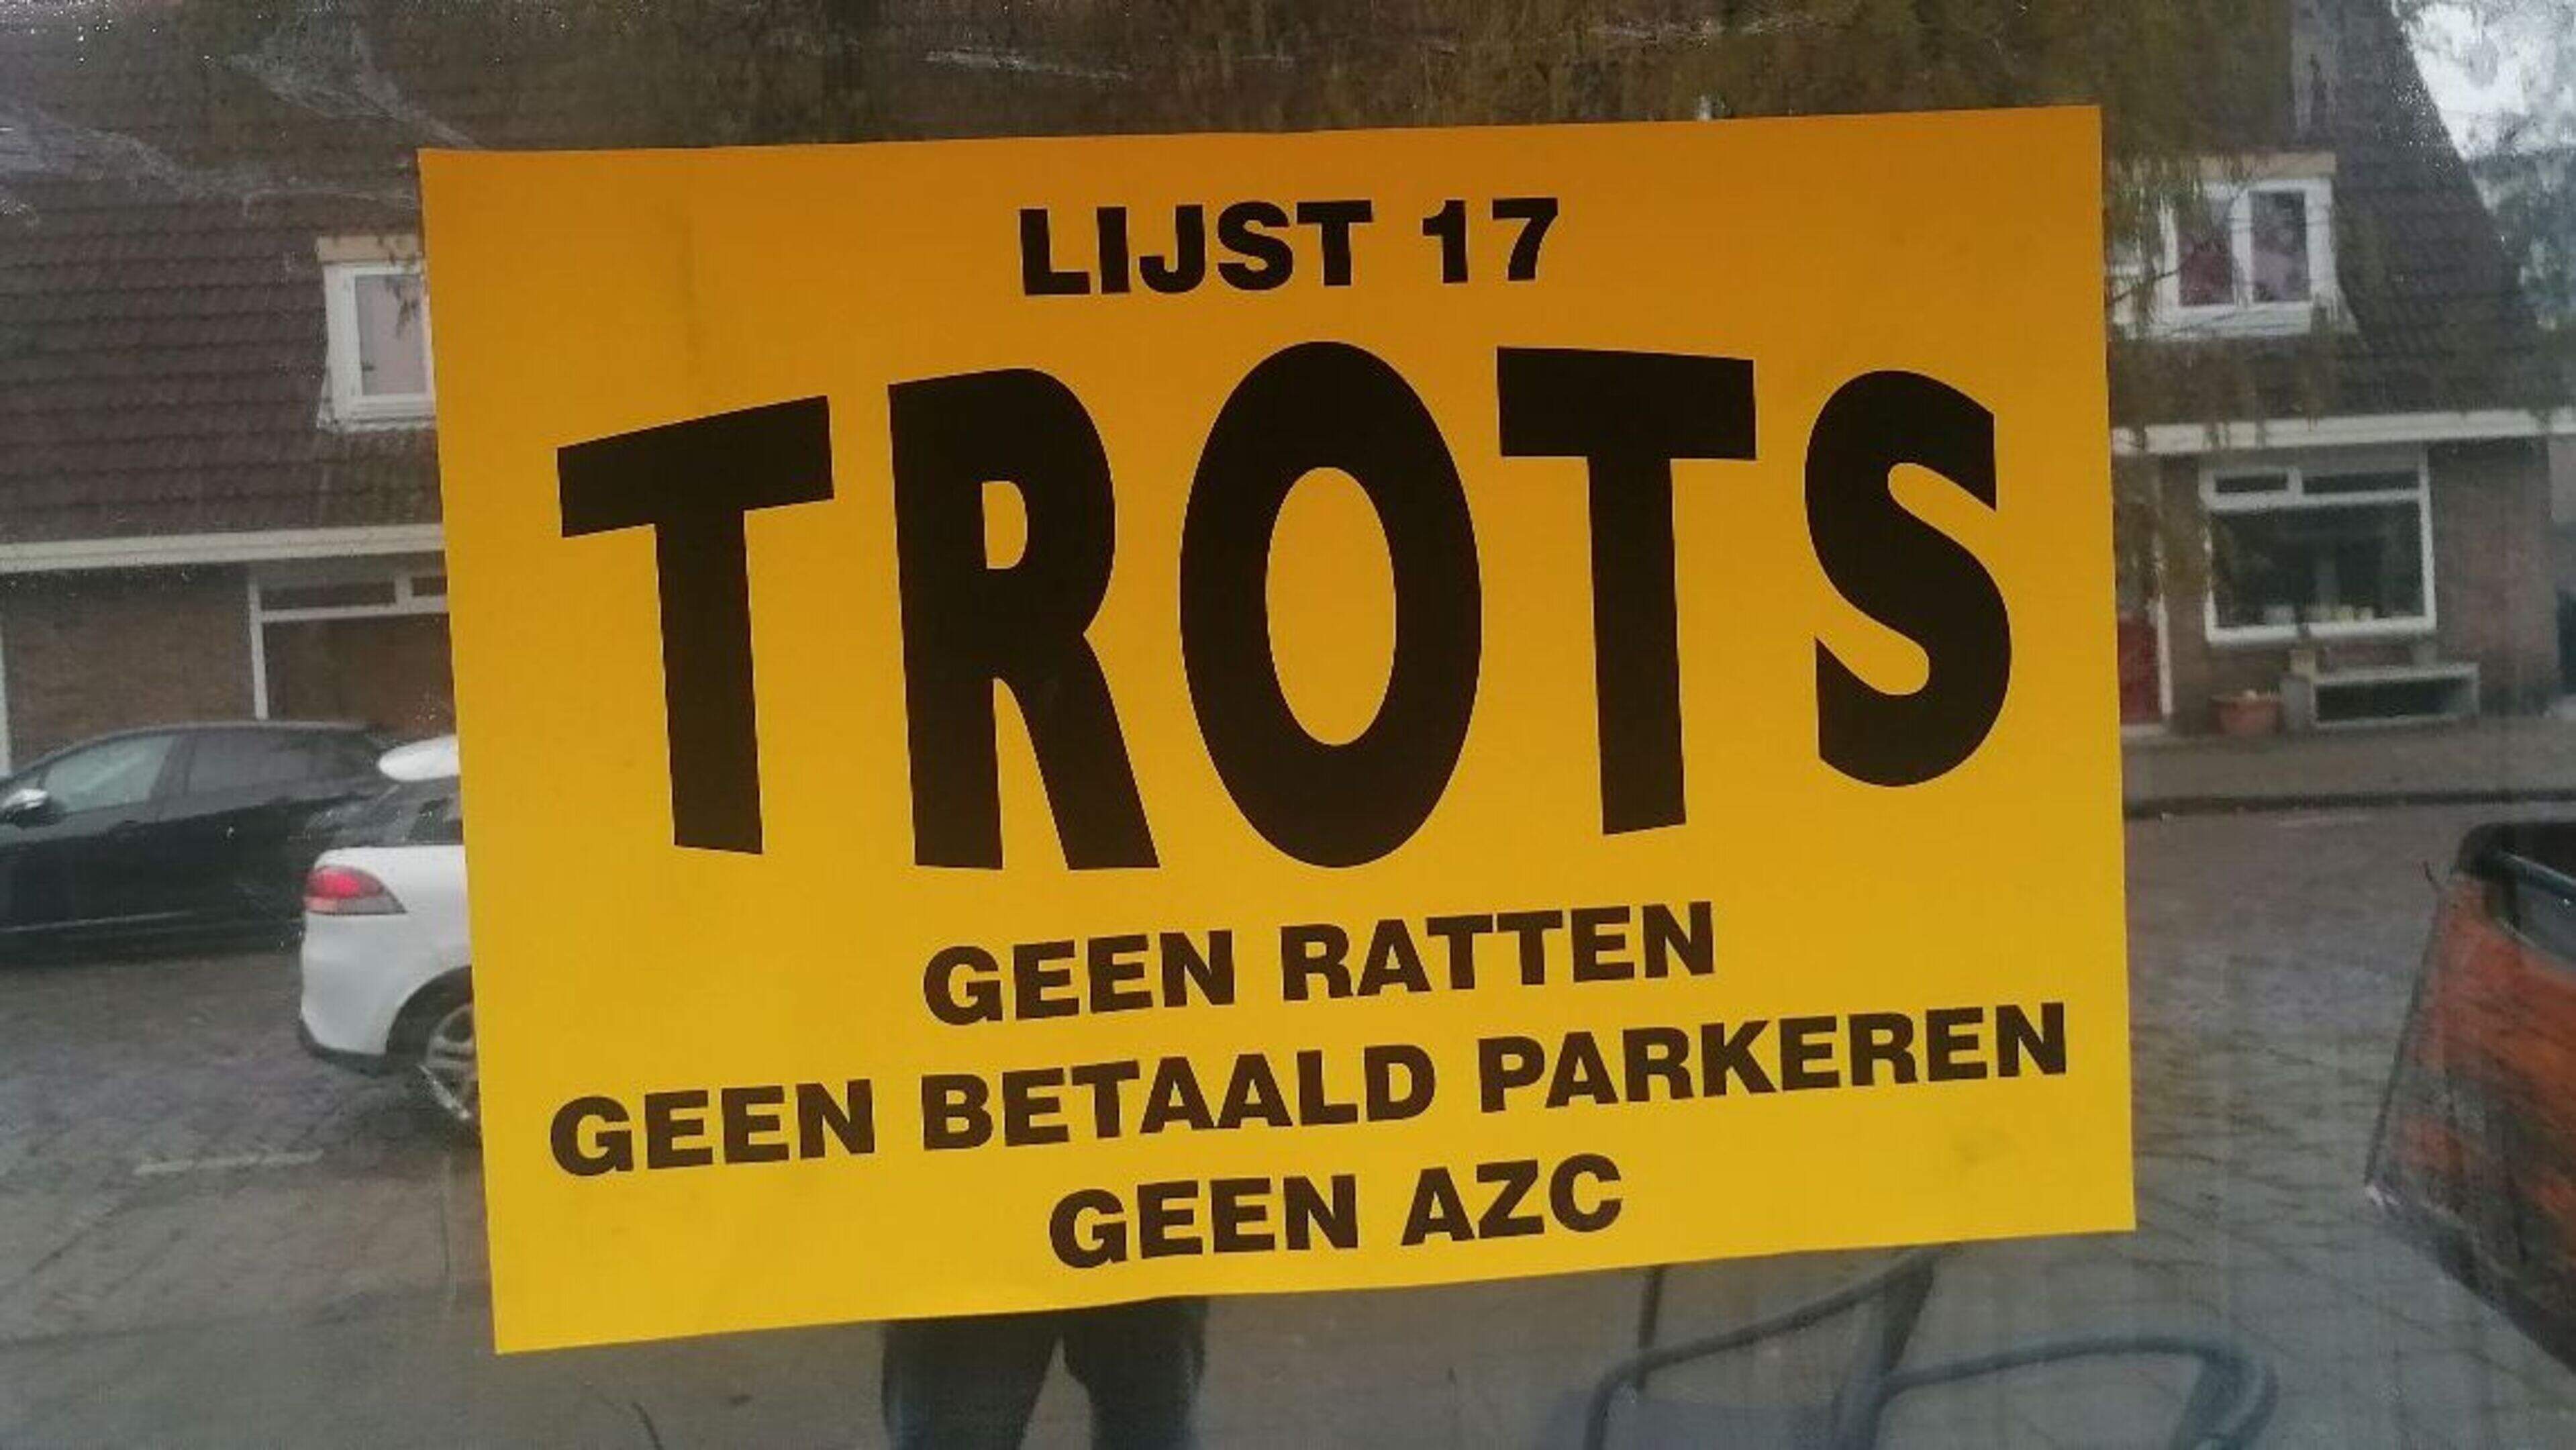 LIJST 17
TROTS
GEEN RATTEN
GEEN BETAALD PARKEREN
GEEN AZC